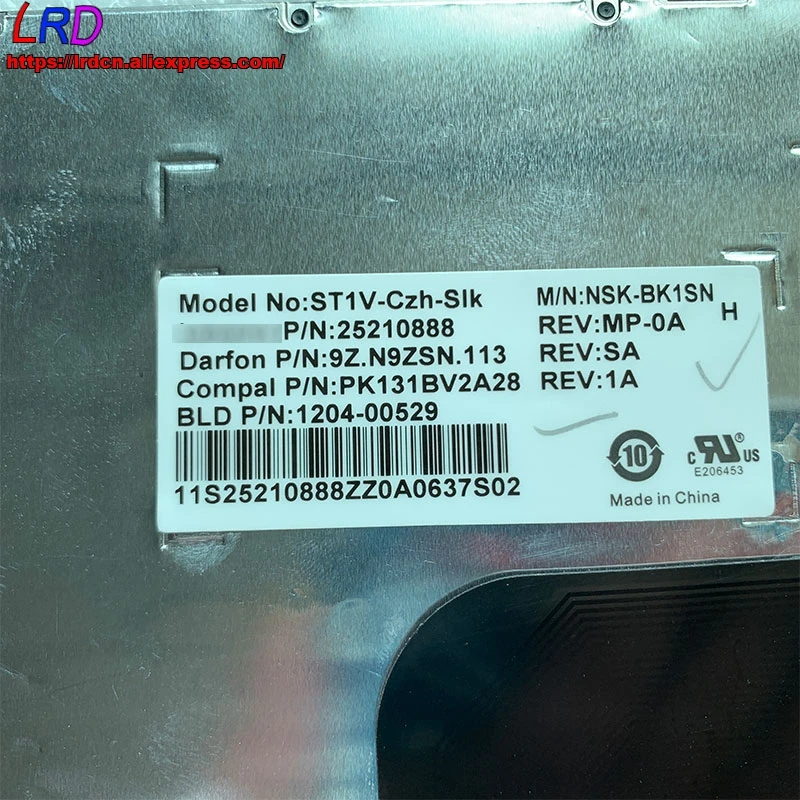 LRD
https://lrdcn.aliexpress.com/
Model No:ST1V-Czh-Slk M/N:NSK-BK1SN
P/N:25210888 REV:MP-0A H
Darfon P/N:9Z.N9ZSN.113 REV:SA
Compal P/N:PK131BV2A28 REV:1A
BLD P/N:1204-00529
10 c RU ® US
E206453
11S25210888ZZ0A0637S02
Made in China